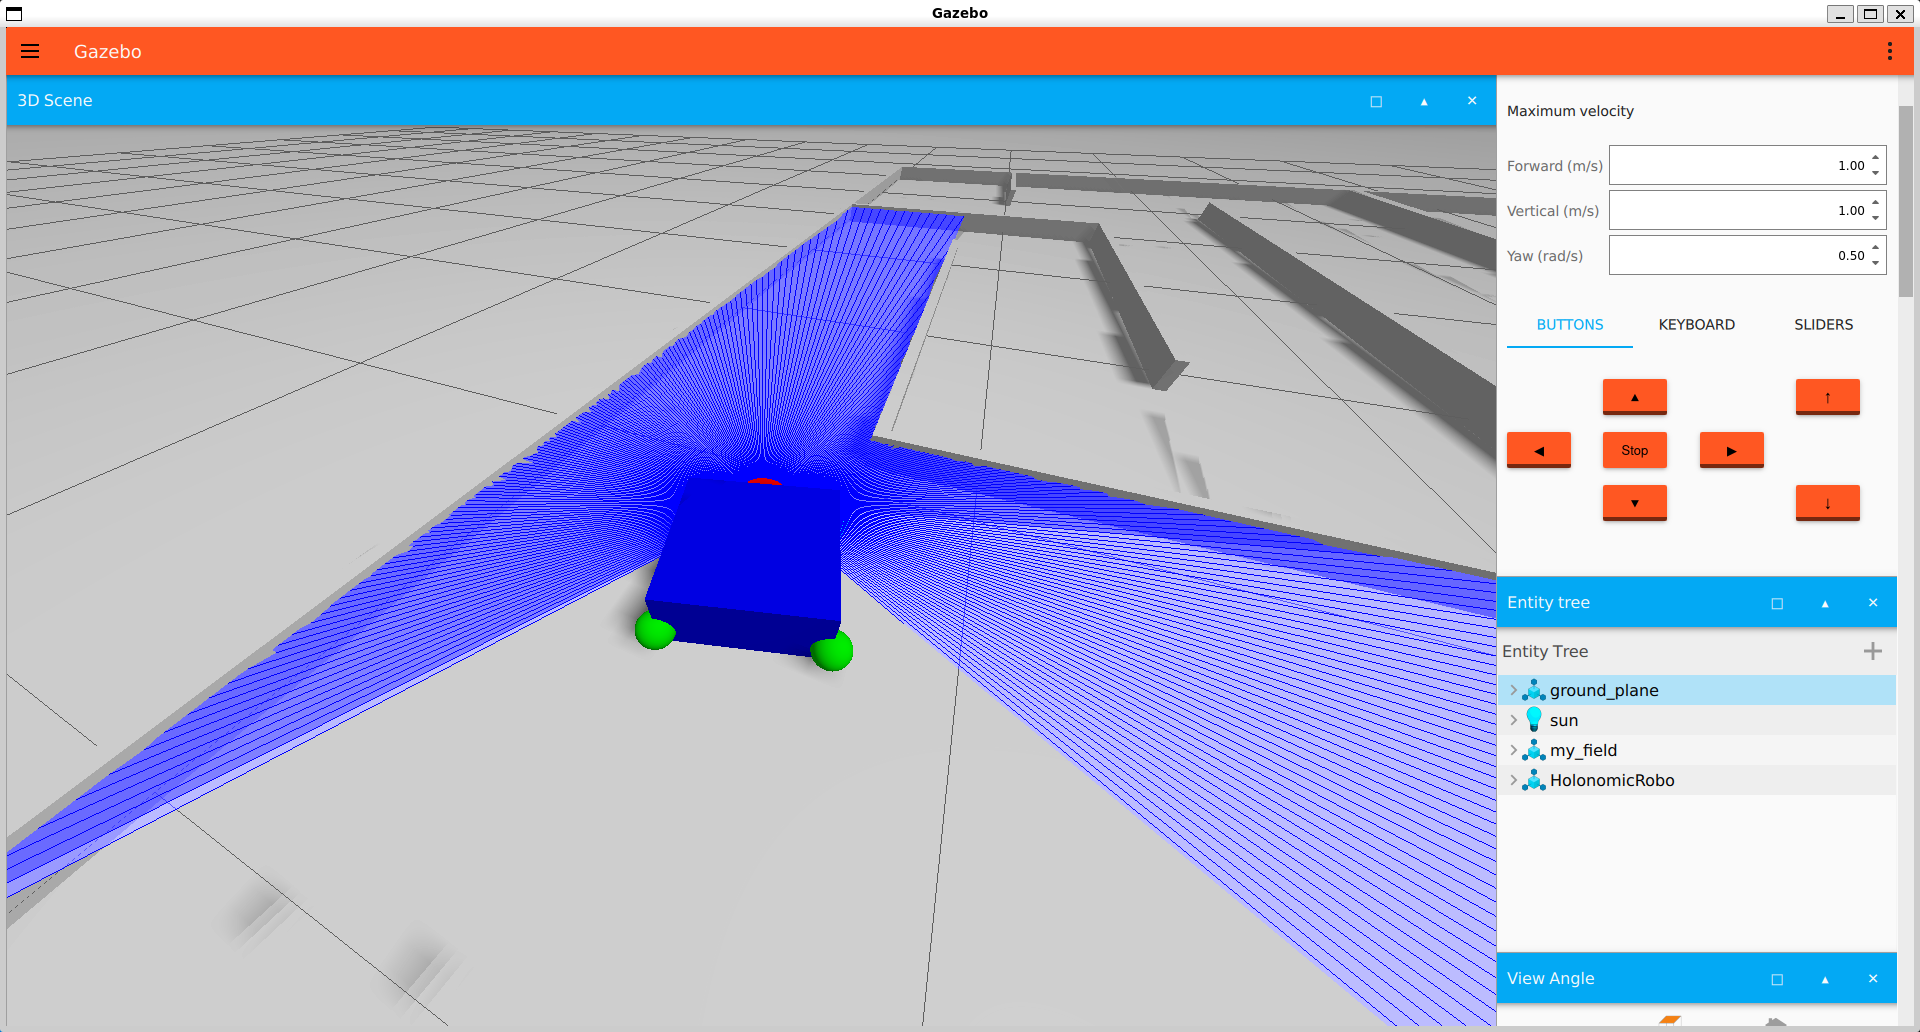 Gazebo
Gazebo
3D Scene
Maximum velocity
Forward (m/s) 1.00
Vertical (m/s) 1.00
Yaw (rad/s) 0.50
BUTTONS KEYBOARD SLIDERS
Stop
Entity tree
Entity Tree
ground_plane
sun
my_field
HolonomicRobo
View Angle